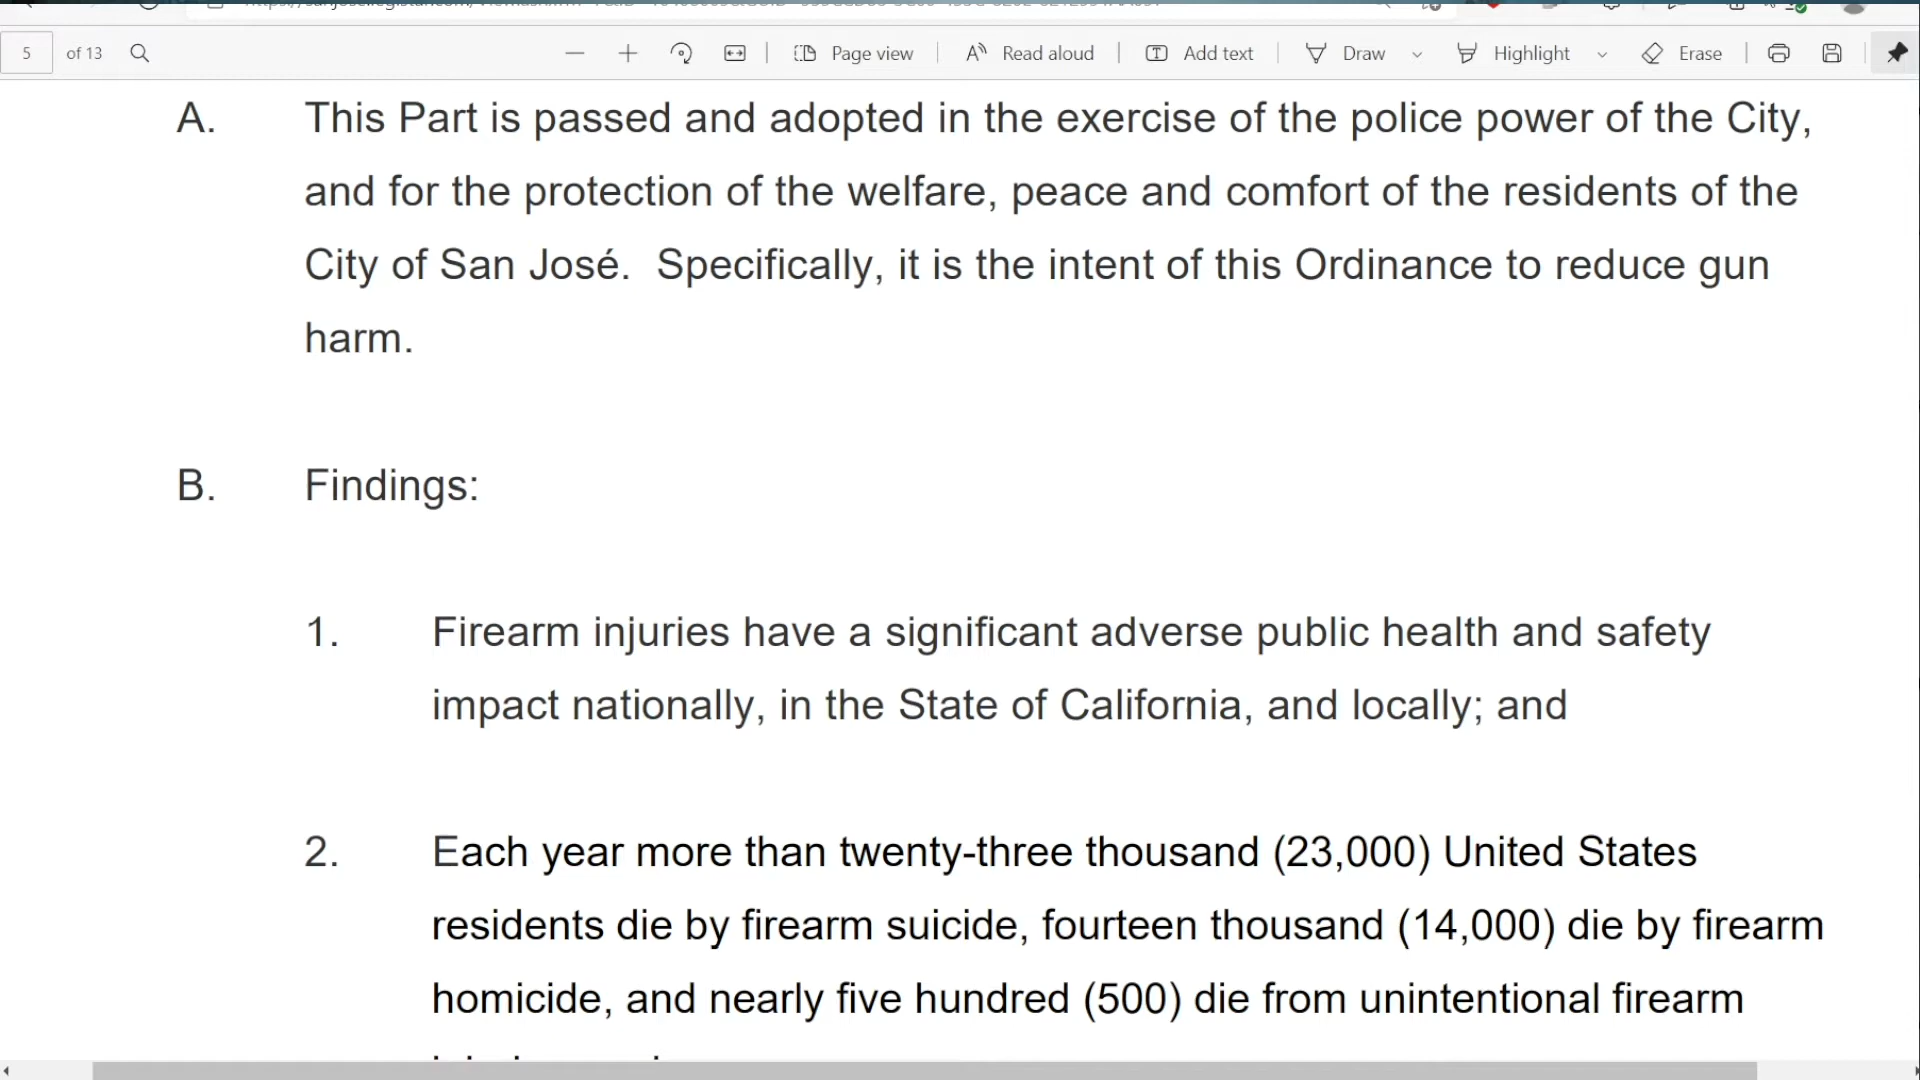 5 of 13 Page view Read aloud Add text Draw Highlight Erase
A. This Part is passed and adopted in the exercise of the police power of the City,
and for the protection of the welfare, peace and comfort of the residents of the
City of San José.  Specifically, it is the intent of this Ordinance to reduce gun
harm.
B. Findings:
1. Firearm injuries have a significant adverse public health and safety
impact nationally, in the State of California, and locally; and
2. Each year more than twenty-three thousand (23,000) United States
residents die by firearm suicide, fourteen thousand (14,000) die by firearm
homicide, and nearly five hundred (500) die from unintentional firearm